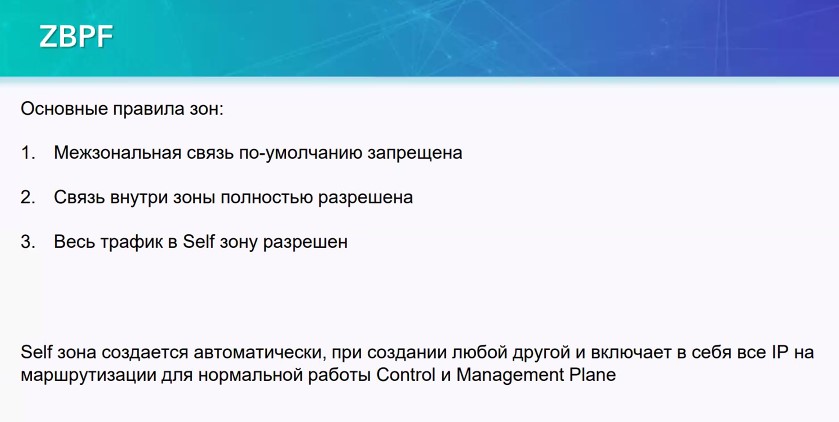 ZBPF
Основные правила зон:
1. Межзональная связь по-умолчанию запрещена
2. Связь внутри зоны полностью разрешена
3. Весь трафик в Self зону разрешен
Self зона создается автоматически, при создании любой другой и включает в себя все IP на
маршрутизации для нормальной работы Control и Management Plane